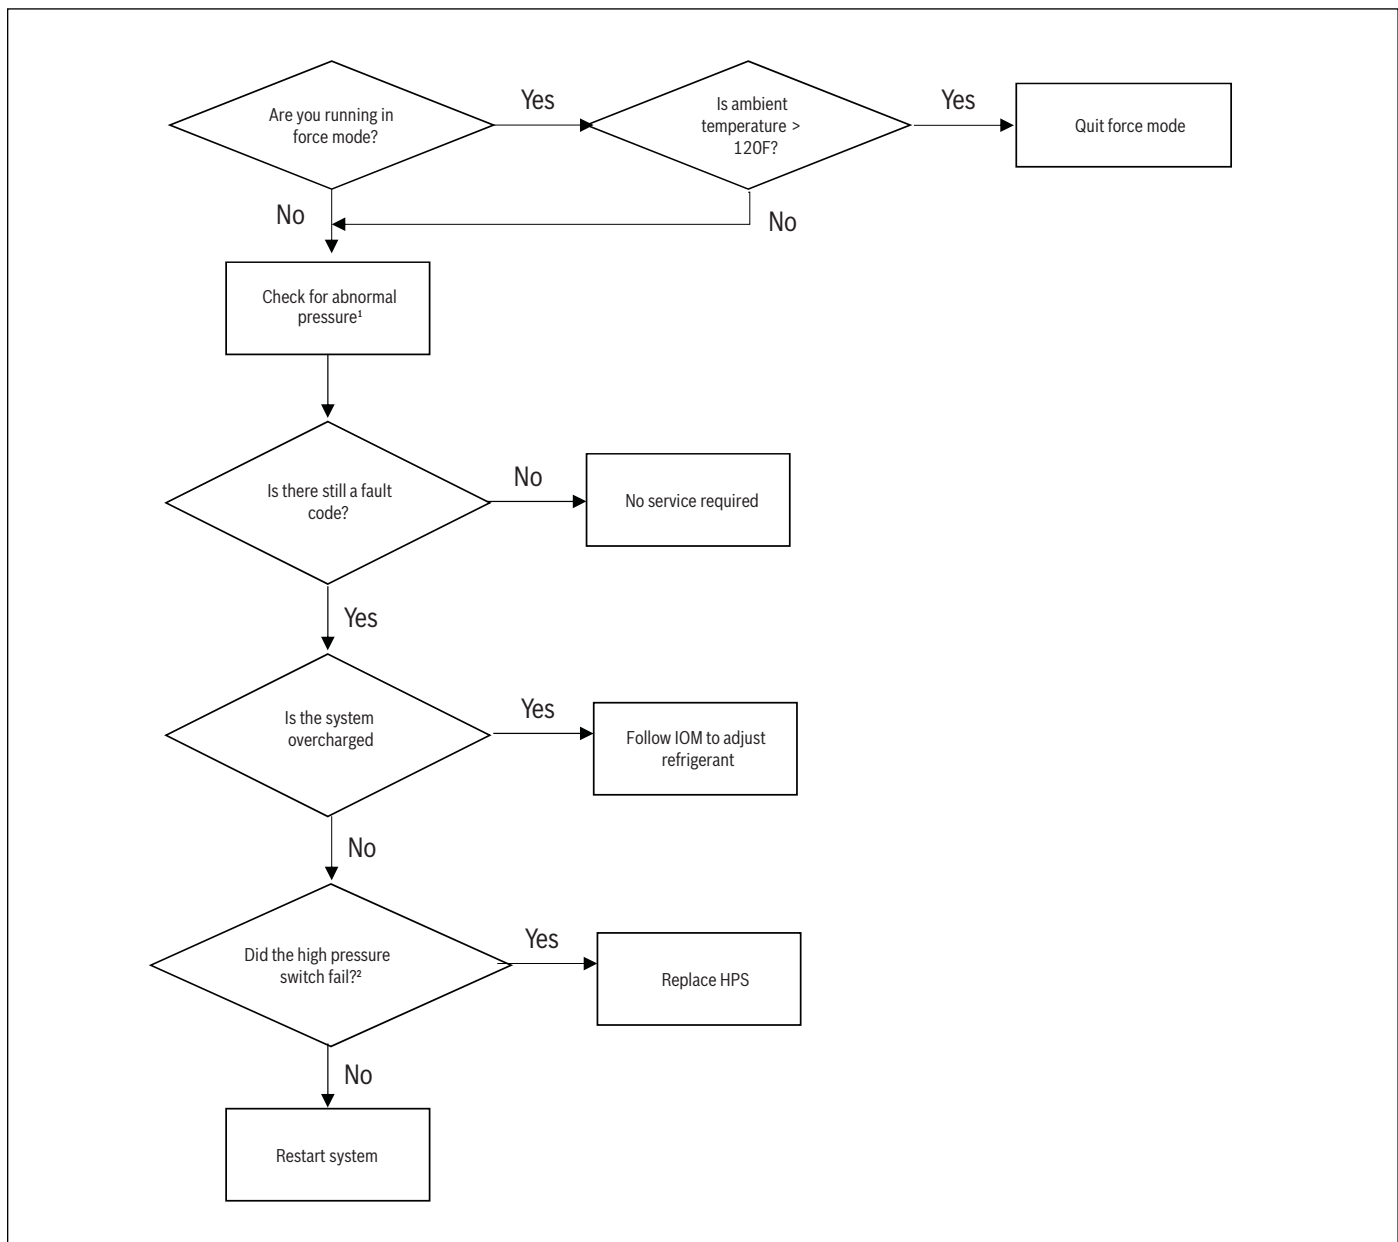 Are you running in
force mode?
Yes
Is ambient
temperature >
120F?
Yes
Quit force mode
No
No
Check for abnormal
pressure¹
Is there still a fault
code?
No
No service required
Yes
Is the system
overcharged
Yes
Follow IOM to adjust
refrigerant
No
Did the high pressure
switch fail?²
Yes
Replace HPS
No
Restart system